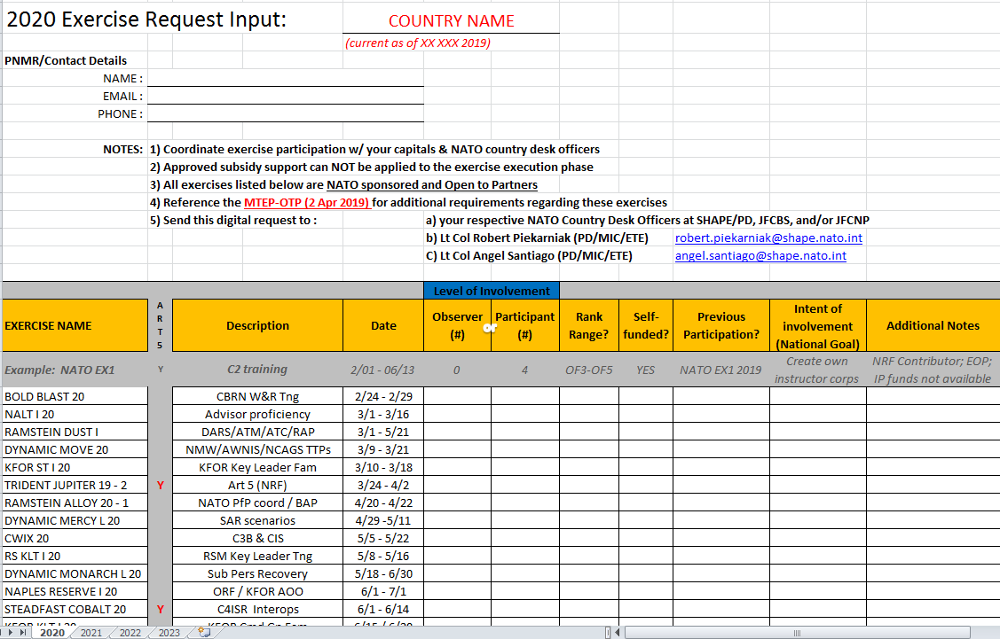 2020 Exercise Request Input: COUNTRY NAME
(current as of XX XXX 2019)
PNMR/Contact Details
NAME :
EMAIL :
PHONE :
NOTES: 1) Coordinate exercise participation w/ your capitals & NATO country desk officers
2) Approved subsidy support can NOT be applied to the exercise execution phase
3) All exercises listed below are NATO sponsored and Open to Partners
4) Reference the MTEP-OTP (2 Apr 2019) for additional requirements regarding these exercises
5) Send this digital request to : a) your respective NATO Country Desk Officers at SHAPE/PD, JFCBS, and/or JFCNP
b) Lt Col Robert Piekarniak (PD/MIC/ETE) robert.piekarniak@shape.nato.int
C) Lt Col Angel Santiago (PD/MIC/ETE) angel.santiago@shape.nato.int
Level of Involvement
EXERCISE NAME ART5 Description Date Observer (#) or Participant (#) Rank Range? Self-funded? Previous Participation? Intent of involvement (National Goal) Additional Notes
Example: NATO EX1 Y C2 training 2/01 - 06/13 0 4 OF3-OF5 YES NATO EX1 2019 Create own instructor corps NRF Contributor; EOP; IP funds not available
BOLD BLAST 20 CBRN W&R Tng 2/24 - 2/29
NALT I 20 Advisor proficiency 3/1 - 3/16
RAMSTEIN DUST I DARS/ATM/ATC/RAP 3/1 - 5/21
DYNAMIC MOVE 20 NMW/AWNIS/NCAGS TTPs 3/9 - 3/21
KFOR ST I 20 KFOR Key Leader Fam 3/10 - 3/18
TRIDENT JUPITER 19 - 2 Y Art 5 (NRF) 3/24 - 4/2
RAMSTEIN ALLOY 20 - 1 NATO PfP coord / BAP 4/20 - 4/22
DYNAMIC MERCY L 20 SAR scenarios 4/29 -5/11
CWIX 20 C3B & CIS 5/5 - 5/22
RS KLT I 20 RSM Key Leader Tng 5/8 - 5/16
DYNAMIC MONARCH L 20 Sub Pers Recovery 5/18 - 6/30
NAPLES RESERVE I 20 ORF / KFOR AOO 6/1 - 7/1
STEADFAST COBALT 20 Y C4ISR Interops 6/1 - 6/14
2020 2021 2022 2023